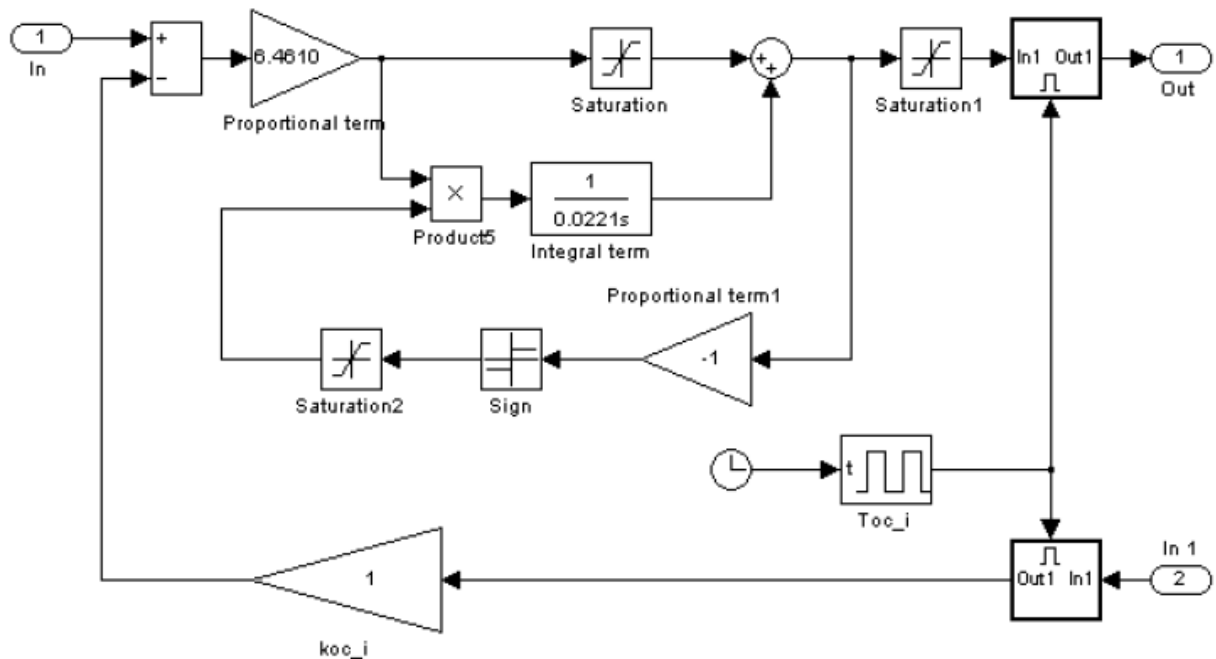 1
In
+
−
6.4610
Proportional term
Saturation
+
+
Saturation1
In1 Out1
1
Out
×
Product5
1
0.0221s
Integral term
Proportional term1
-1
Saturation2
Sign
t
Toc_i
1
koc_i
Out1 In1
In 1
2